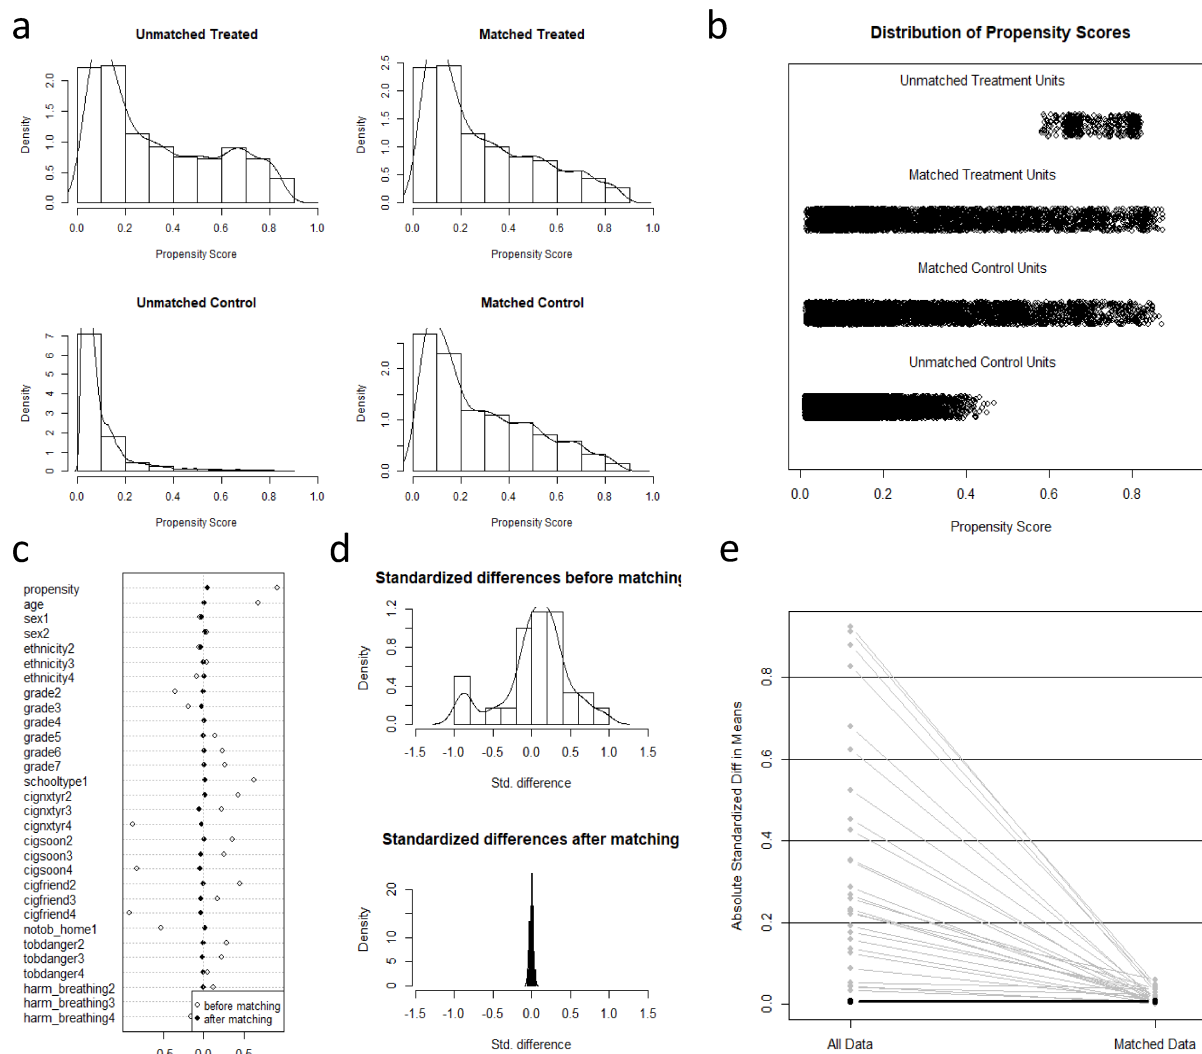 a
Unmatched Treated
Density
0.0 0.5 1.0 1.5 2.0
0.0 0.2 0.4 0.6 0.8 1.0
Propensity Score
Matched Treated
Density
0.0 0.5 1.0 1.5 2.0 2.5
0.0 0.2 0.4 0.6 0.8 1.0
Propensity Score
Unmatched Control
Density
0 1 2 3 4 5 6 7
0.0 0.2 0.4 0.6 0.8 1.0
Propensity Score
Matched Control
Density
0.0 1.0 2.0
0.0 0.2 0.4 0.6 0.8 1.0
Propensity Score
b
Distribution of Propensity Scores
Unmatched Treatment Units
Matched Treatment Units
Matched Control Units
Unmatched Control Units
0.0 0.2 0.4 0.6 0.8
Propensity Score
c
propensity
age
sex1
sex2
ethnicity2
ethnicity3
ethnicity4
grade2
grade3
grade4
grade5
grade6
grade7
schooltype1
cignxtyr2
cignxtyr3
cignxtyr4
cigsoon2
cigsoon3
cigsoon4
cigfriend2
cigfriend3
cigfriend4
notob_home1
tobdanger2
tobdanger3
tobdanger4
harm_breathing2
harm_breathing3
harm_breathing4
before matching
after matching
0.5 0.0 0.5
d
Standardized differences before matching
Density
0.0 0.4 0.8 1.2
-1.5 -1.0 -0.5 0.0 0.5 1.0 1.5
Std. difference
Standardized differences after matching
Density
0 5 10 20
-1.5 -1.0 -0.5 0.0 0.5 1.0 1.5
Std. difference
e
Absolute Standardized Diff in Means
0.0 0.2 0.4 0.6 0.8
All Data Matched Data